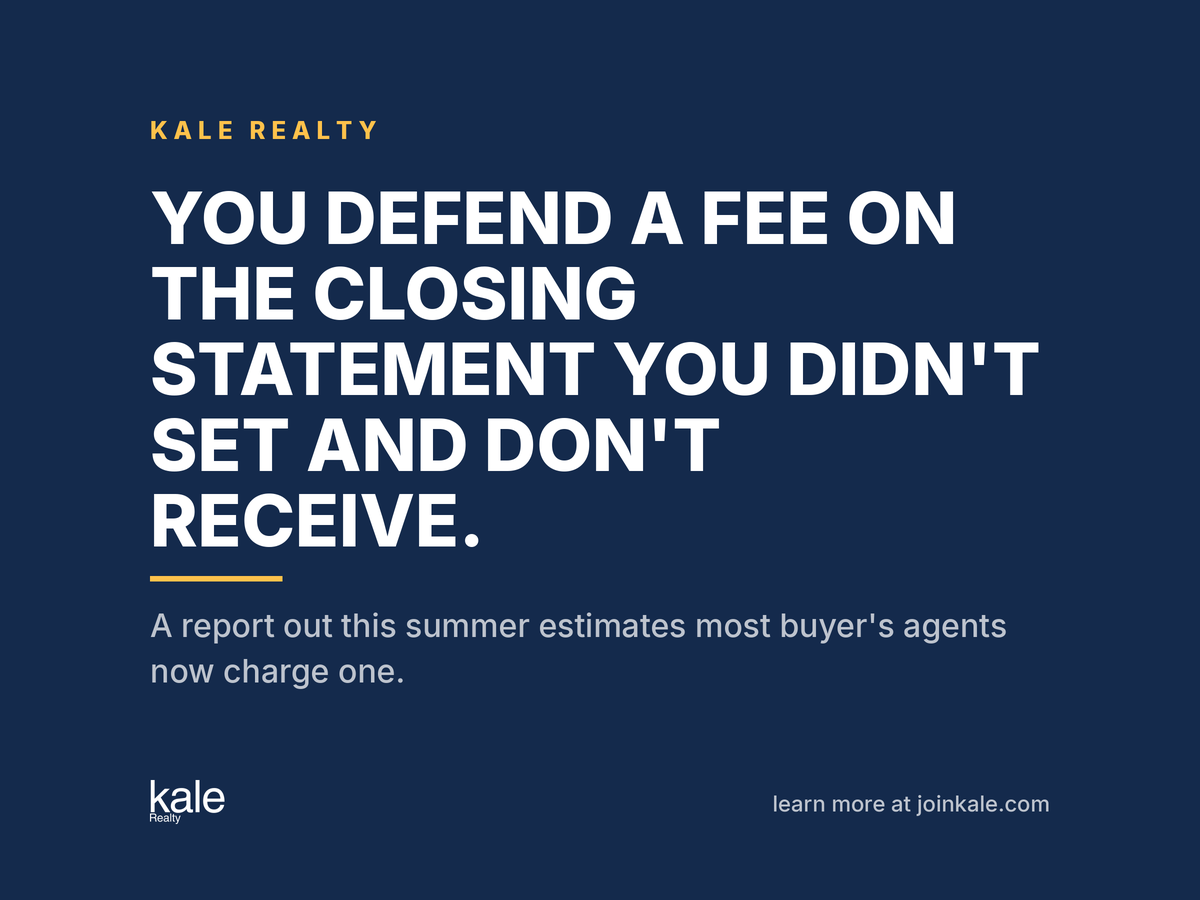 KALE REALTY
YOU DEFEND A FEE ON
THE CLOSING
STATEMENT YOU DIDN'T
SET AND DON'T
RECEIVE.
A report out this summer estimates most buyer's agents
now charge one.
kale
Realty
learn more at joinkale.com